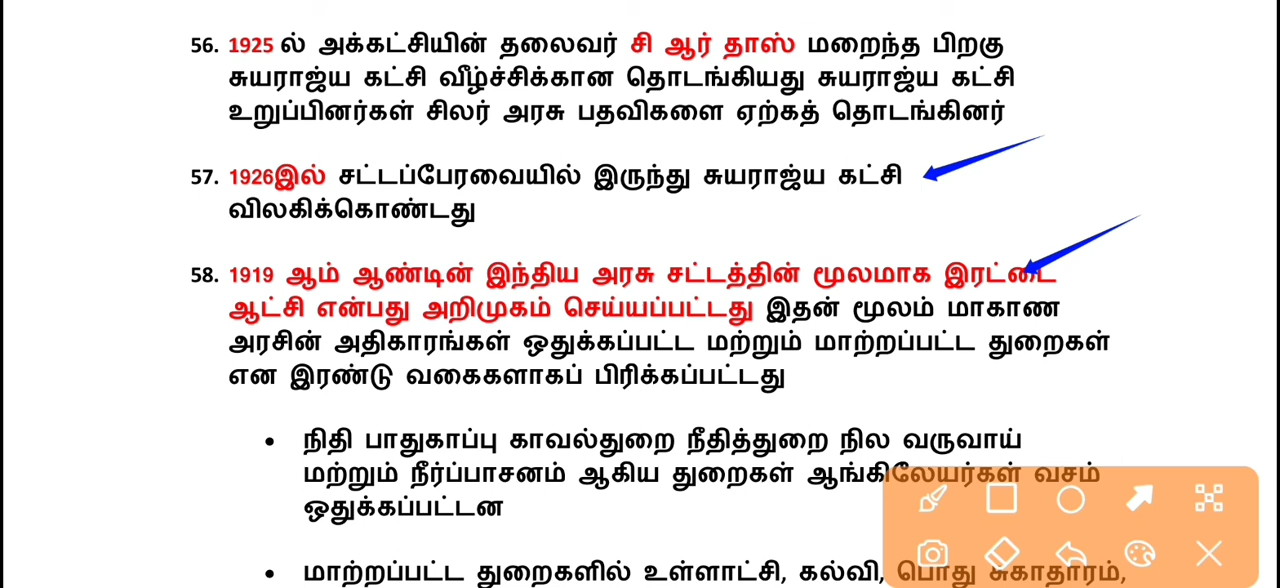 56. 1925 ல் அக்கட்சியின் தலைவர் சி ஆர் தாஸ் மறைந்த பிறகு
சுயராஜ்ய கட்சி வீழ்ச்சிக்கான தொடங்கியது சுயராஜ்ய கட்சி
உறுப்பினர்கள் சிலர் அரசு பதவிகளை ஏற்கத் தொடங்கினர்
57. 1926இல் சட்டப்பேரவையில் இருந்து சுயராஜ்ய கட்சி
விலகிக்கொண்டது
58. 1919 ஆம் ஆண்டின் இந்திய அரசு சட்டத்தின் மூலமாக இரட்டை
ஆட்சி என்பது அறிமுகம் செய்யப்பட்டது இதன் மூலம் மாகாண
அரசின் அதிகாரங்கள் ஒதுக்கப்பட்ட மற்றும் மாற்றப்பட்ட துறைகள்
என இரண்டு வகைகளாகப் பிரிக்கப்பட்டது
• நிதி பாதுகாப்பு காவல்துறை நீதித்துறை நில வருவாய்
மற்றும் நீர்ப்பாசனம் ஆகிய துறைகள் ஆங்கிலேயர்கள் வசம்
ஒதுக்கப்பட்டன
• மாற்றப்பட்ட துறைகளில் உள்ளாட்சி, கல்வி, பொது சுகாதாரம்,